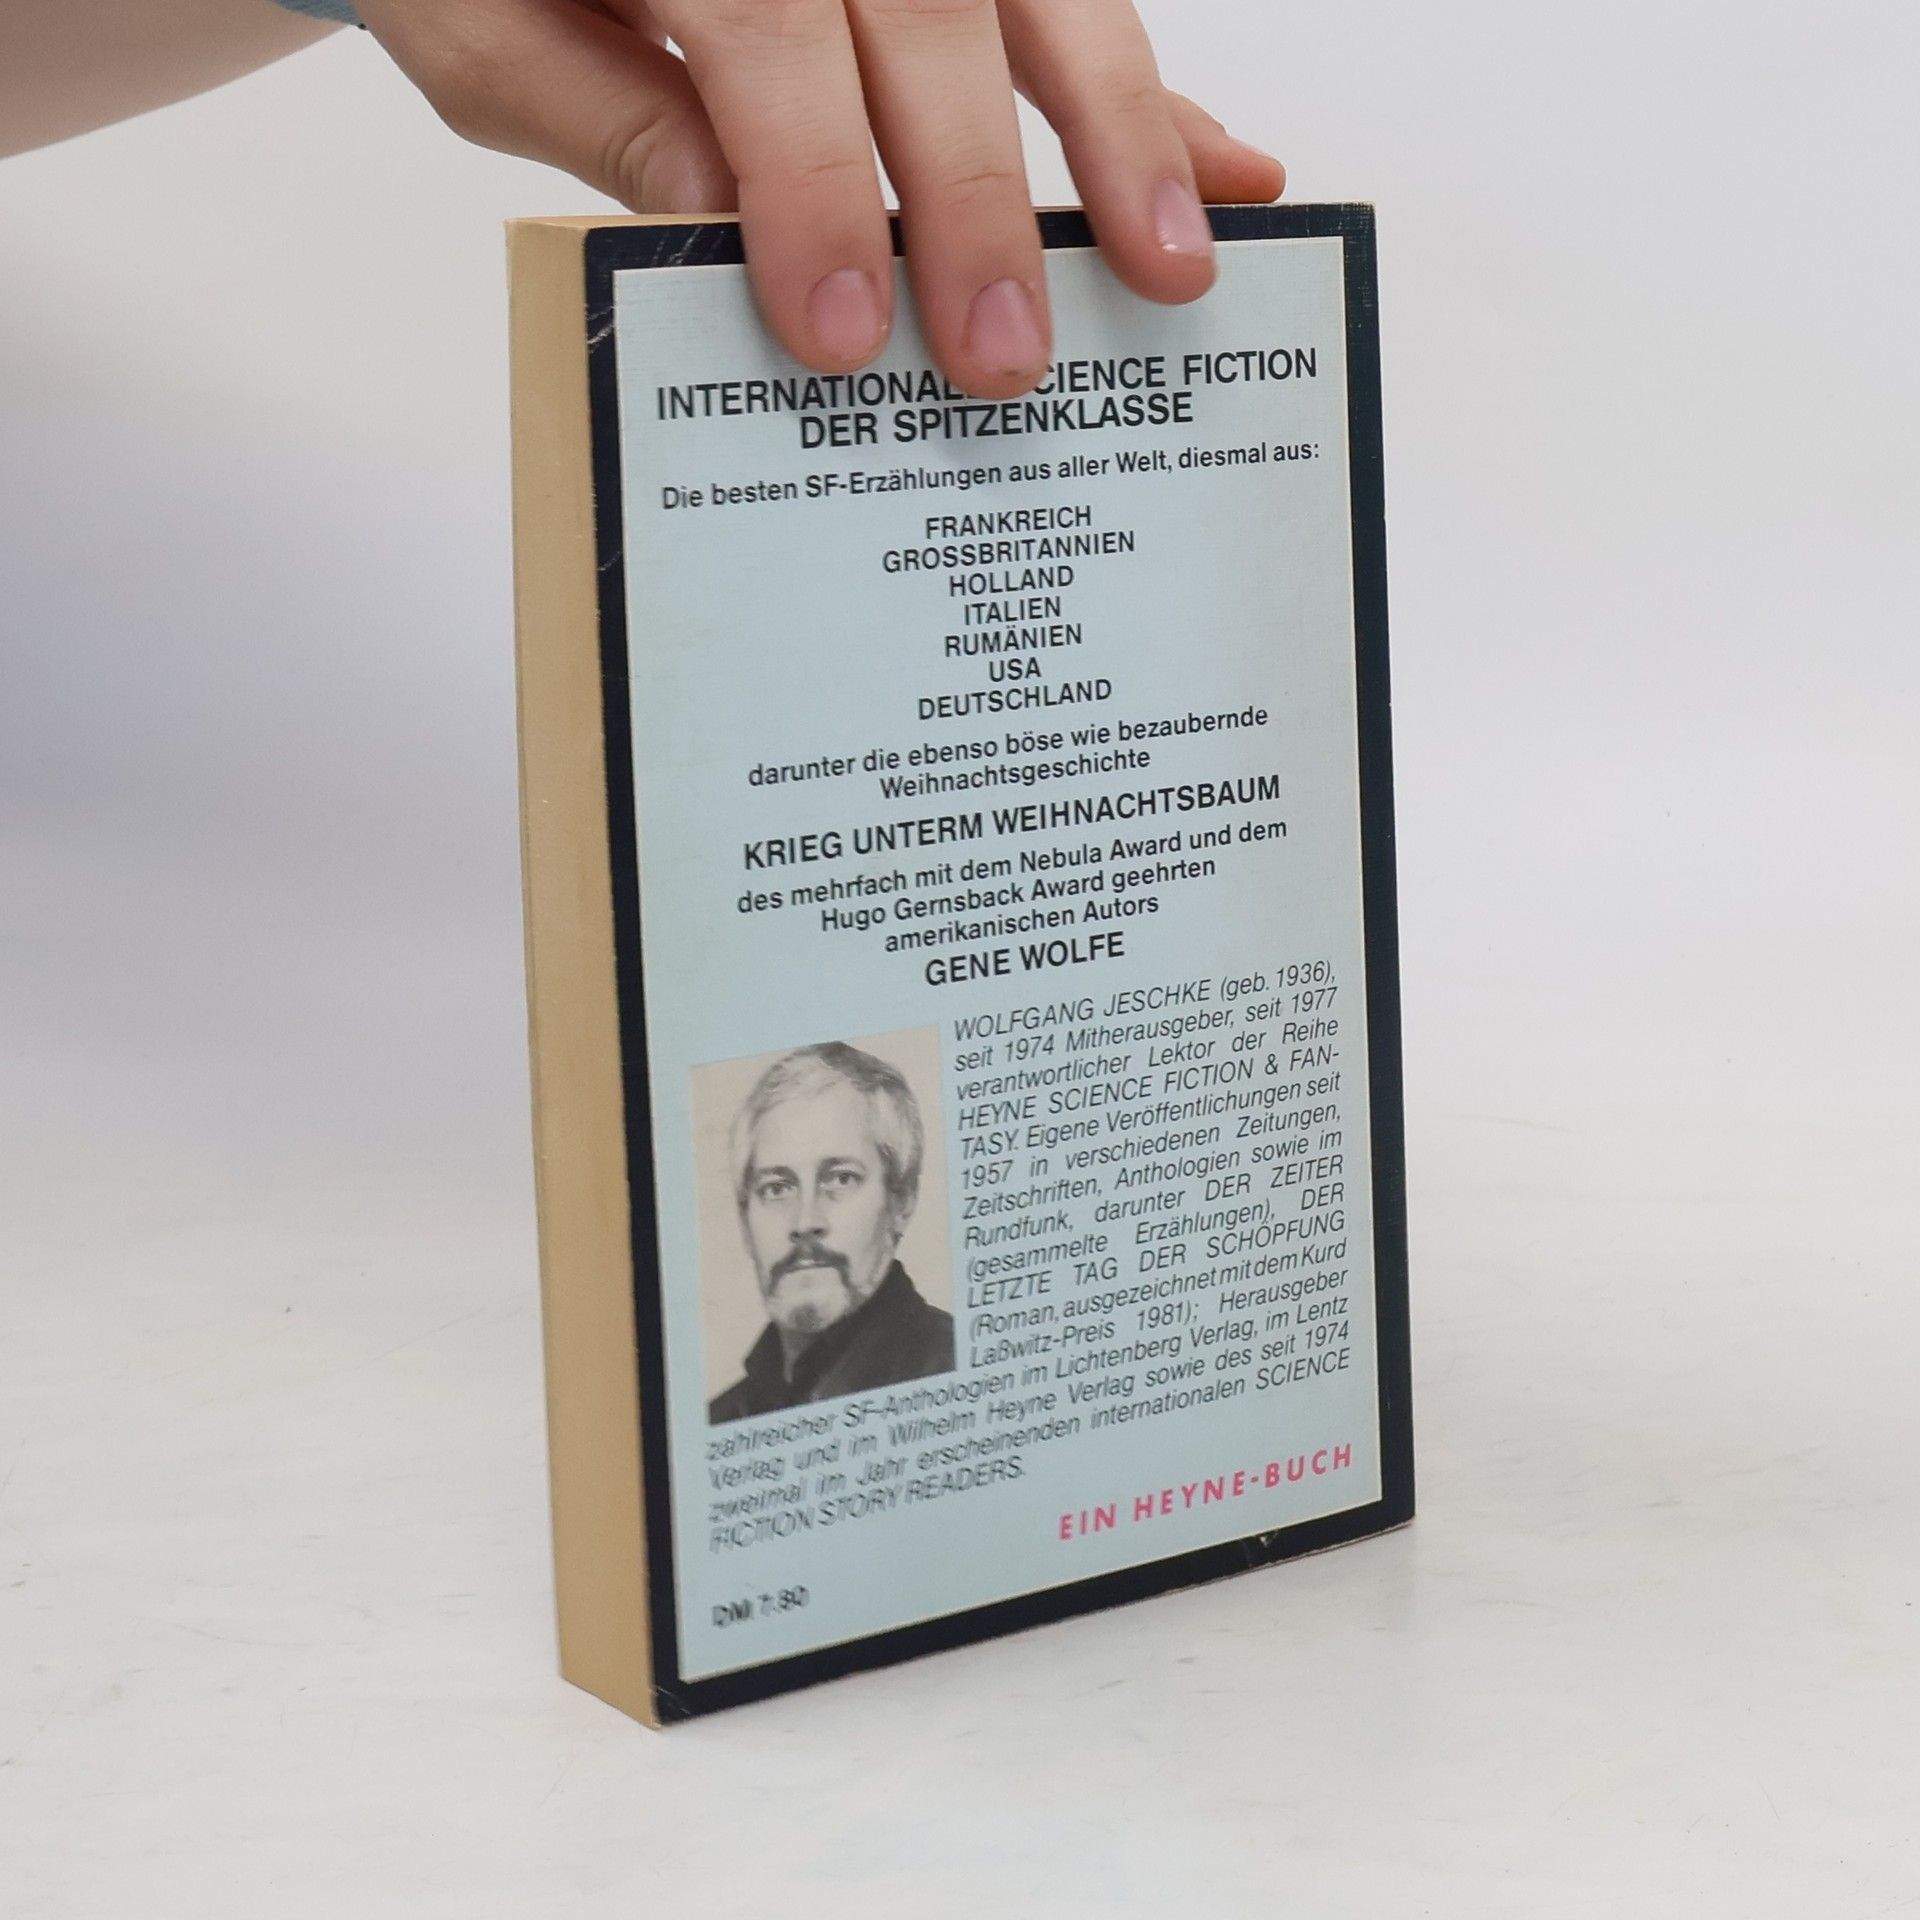 INTERNATIONAL CIENCE FICTION
DER SPITZENKLASSE
Die besten SF-Erzählungen aus aller Welt, diesmal aus:
FRANKREICH
GROSSBRITANNIEN
HOLLAND
ITALIEN
RUMÄNIEN
USA
DEUTSCHLAND
darunter die ebenso böse wie bezaubernde
Weihnachtsgeschichte
KRIEG UNTERM WEIHNACHTSBAUM
des mehrfach mit dem Nebula Award und dem
Hugo Gernsback Award geehrten
amerikanischen Autors
GENE WOLFE
WOLFGANG JESCHKE (geb. 1936),
seit 1974 Mitherausgeber, seit 1977
verantwortlicher Lektor der Reihe
HEYNE SCIENCE FICTION & FAN-
TASY. Eigene Veröffentlichungen seit
1957 in verschiedenen Zeitungen,
Zeitschriften, Anthologien sowie im
Rundfunk, darunter DER ZEITER
(gesammelte Erzählungen), DER
LETZTE TAG DER SCHÖPFUNG
(Roman, ausgezeichnet mit dem Kurd
Laßwitz-Preis 1981); Herausgeber
zahlreicher SF-Anthologien im Lichtenberg Verlag, im Lentz
Verlag und im Wilhelm Heyne Verlag sowie des seit 1974
zweimal im Jahr erscheinenden internationalen SCIENCE
FICTION STORY READERS.
EIN HEYNE-BUCH
DM 7.80